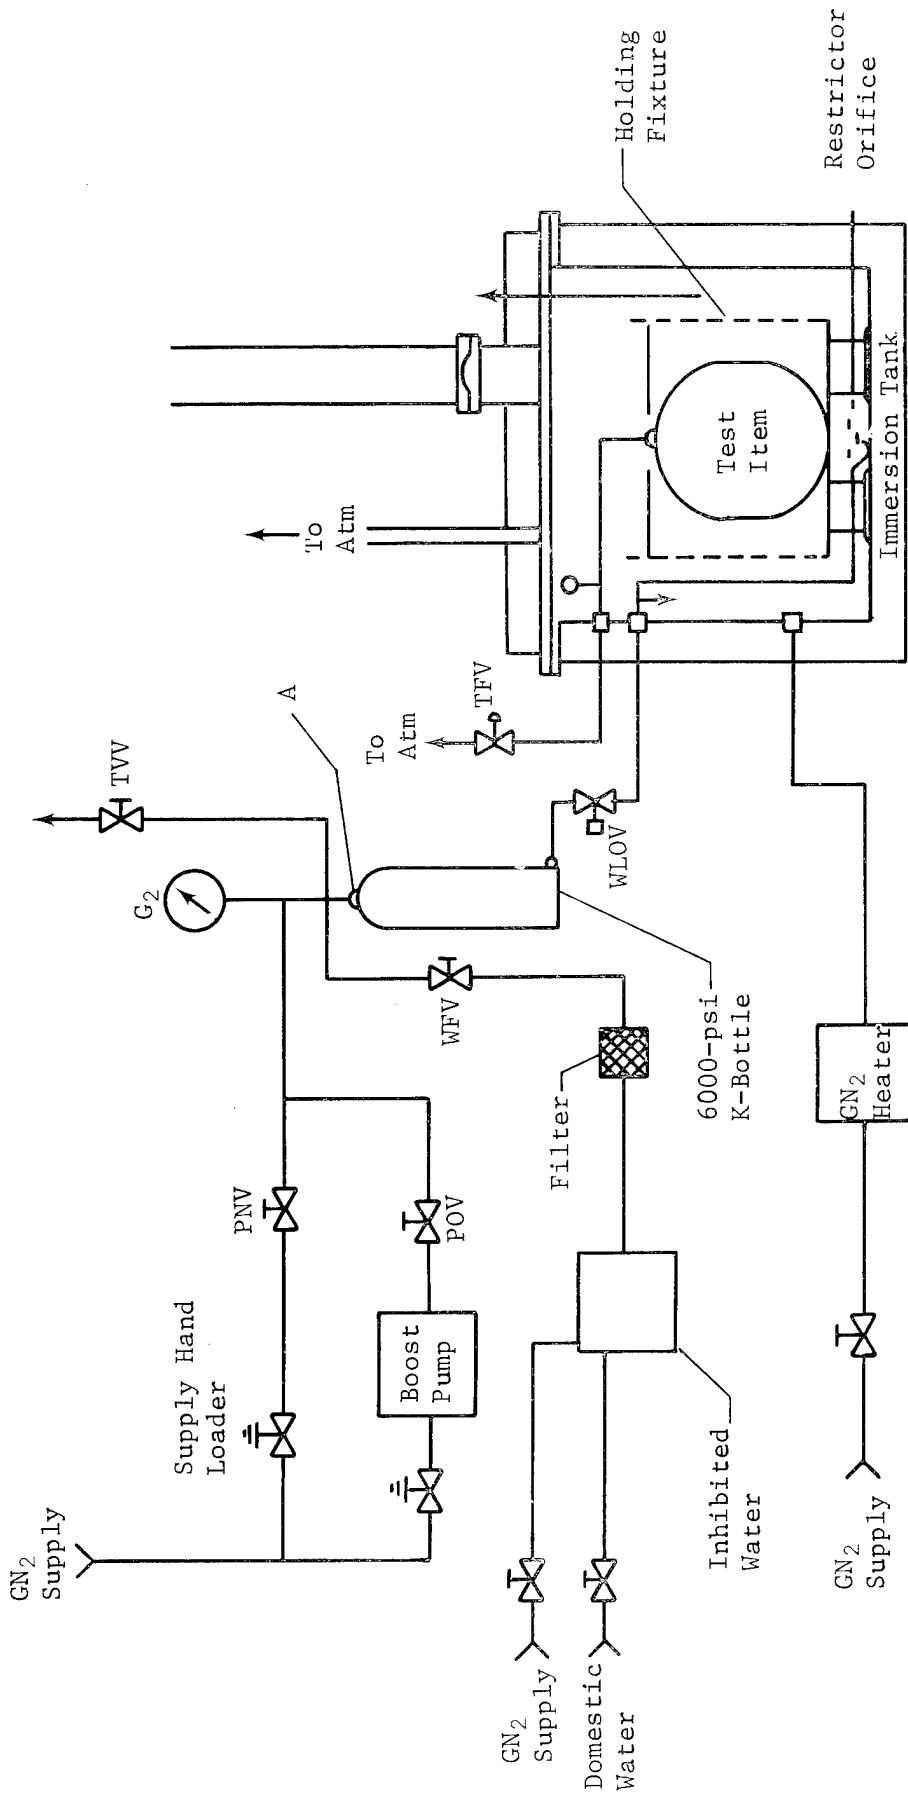 GN2
Supply
Supply Hand
Loader
PNV
G2
TVV
A
Boost
Pump
POV
WFV
To
Atm
TFV
To
Atm
GN2
Supply
Domestic
Water
Inhibited
Water
Filter
6000-psi
K-Bottle
WLOV
Test
Item
Holding
Fixture
Immersion Tank
Restrictor
Orifice
GN2
Supply
GN2
Heater